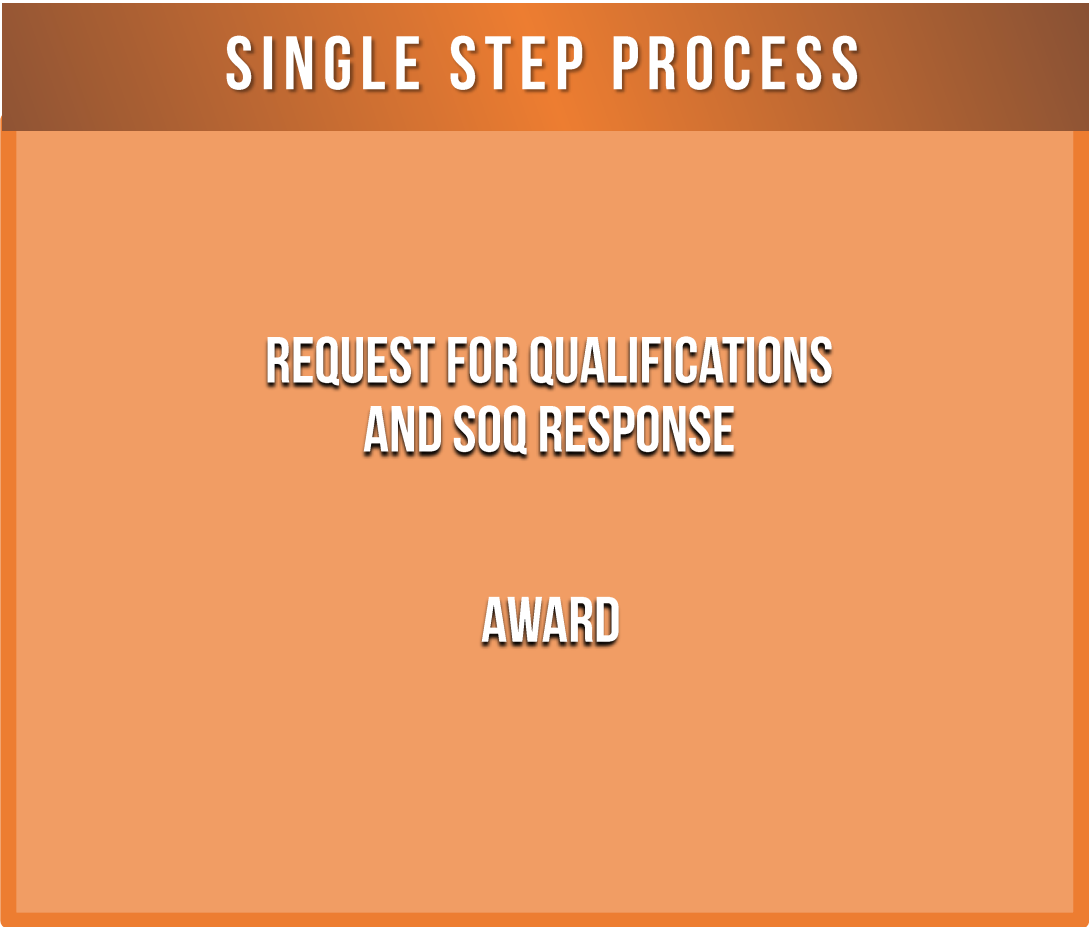 SINGLE STEP PROCESS
REQUEST FOR QUALIFICATIONS
AND SOQ RESPONSE
AWARD